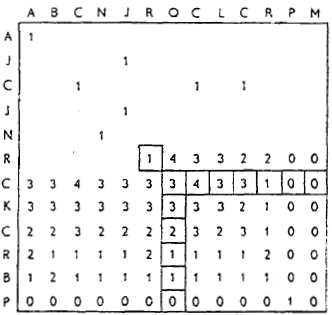 A B C N J R O C L C R P M
A 1
J 1
C 1 1 1
J 1
N 1
R 1 4 3 3 2 2 0 0
C 3 3 4 3 3 3 3 4 3 3 1 0 0
K 3 3 3 3 3 3 3 3 3 2 1 0 0
C 2 2 3 2 2 2 2 3 2 3 1 0 0
R 2 1 1 1 1 2 1 1 1 1 2 0 0
B 1 2 1 1 1 1 1 1 1 1 1 0 0
P 0 0 0 0 0 0 0 0 0 0 0 1 0